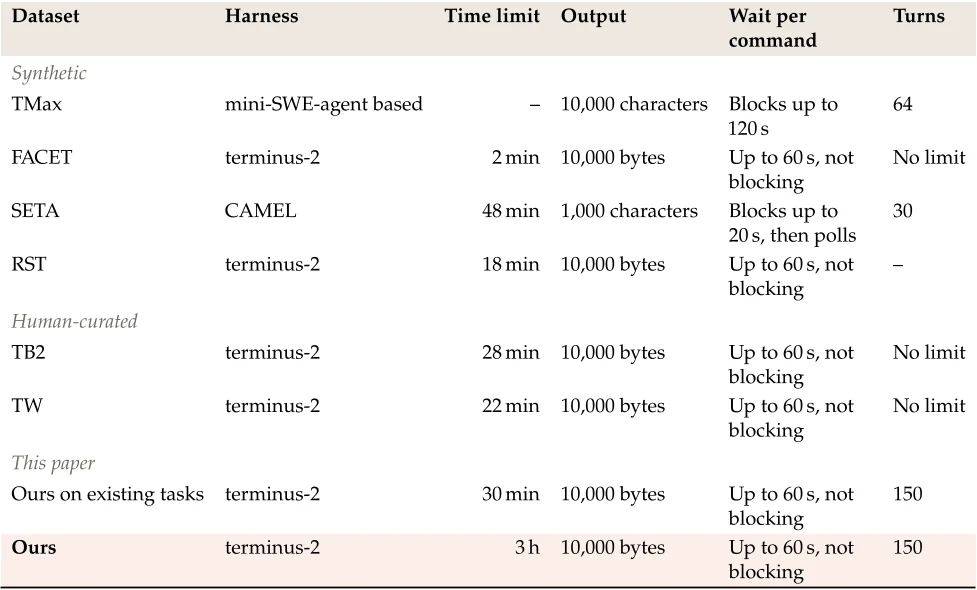 Dataset Harness Time limit Output Wait per command Turns
Synthetic
TMax mini-SWE-agent based – 10,000 characters Blocks up to 120 s 64
FACET terminus-2 2 min 10,000 bytes Up to 60 s, not blocking No limit
SETA CAMEL 48 min 1,000 characters Blocks up to 20 s, then polls 30
RST terminus-2 18 min 10,000 bytes Up to 60 s, not blocking –
Human-curated
TB2 terminus-2 28 min 10,000 bytes Up to 60 s, not blocking No limit
TW terminus-2 22 min 10,000 bytes Up to 60 s, not blocking No limit
This paper
Ours on existing tasks terminus-2 30 min 10,000 bytes Up to 60 s, not blocking 150
Ours terminus-2 3 h 10,000 bytes Up to 60 s, not blocking 150